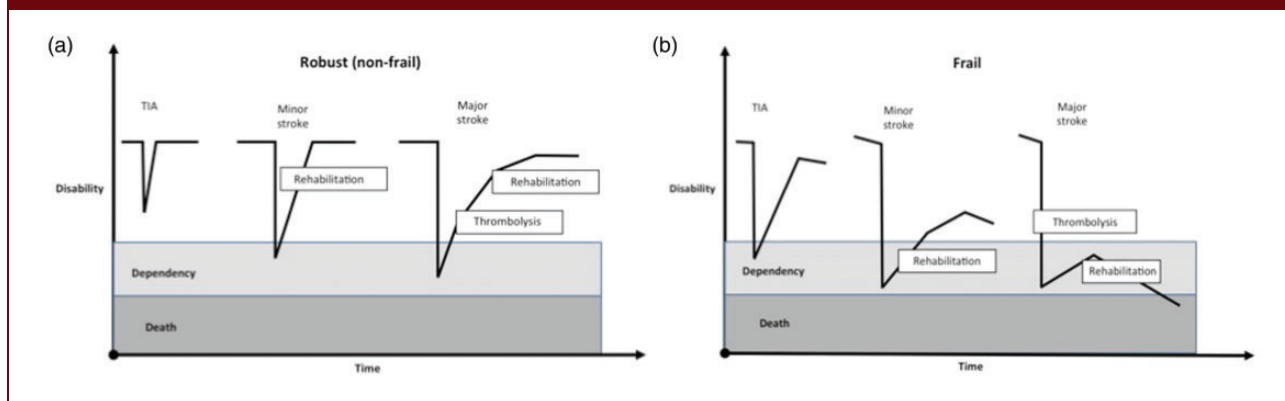 (a)
Robust (non-frail)
TIA
Minor
stroke
Major
stroke
Rehabilitation
Rehabilitation
Disability
Thrombolysis
Dependency
Death
Time
(b)
Frail
TIA
Minor
stroke
Major
stroke
Disability
Thrombolysis
Rehabilitation
Rehabilitation
Dependency
Death
Time